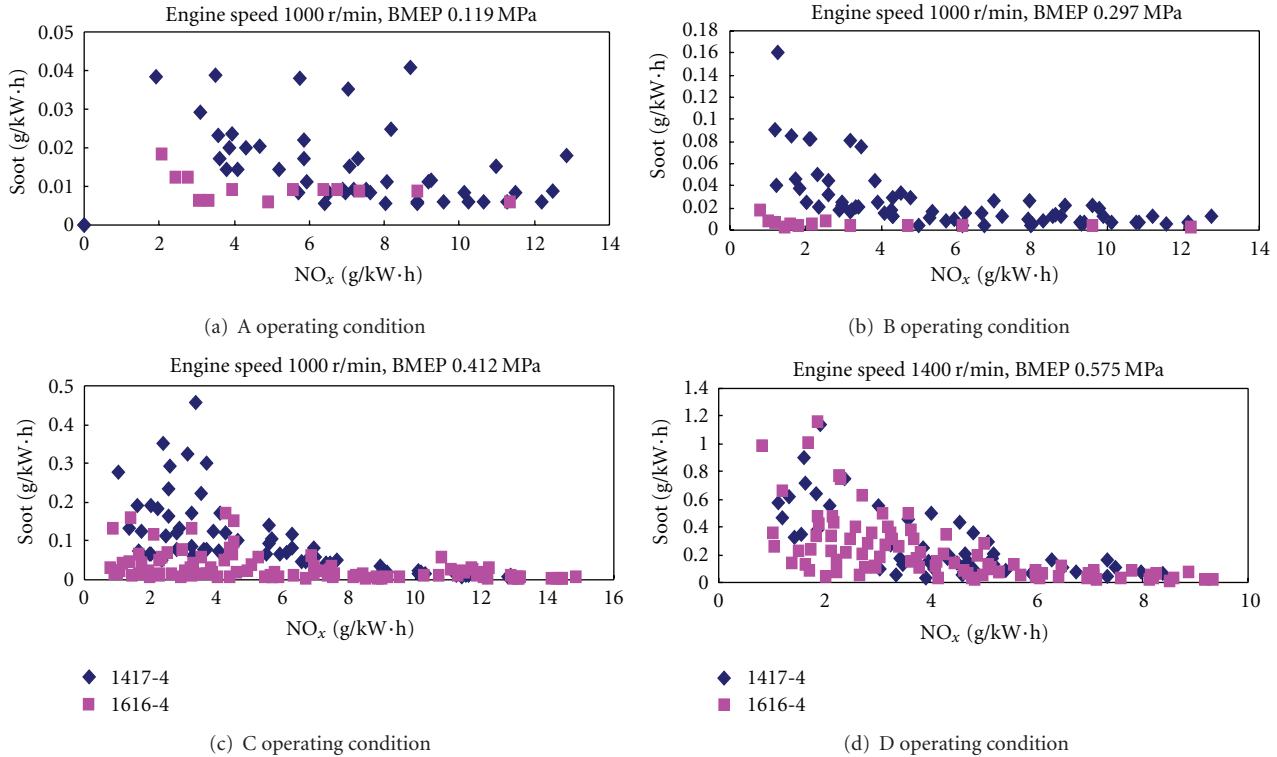 Engine speed 1000 r/min, BMEP 0.119 MPa
0.05
0.04
0.03
0.02
0.01
0
Soot (g/kW·h)
0 2 4 6 8 10 12 14
NOx (g/kW·h)
(a) A operating condition
Engine speed 1000 r/min, BMEP 0.297 MPa
0.18
0.16
0.14
0.12
0.1
0.08
0.06
0.04
0.02
0
Soot (g/kW·h)
0 2 4 6 8 10 12 14
NOx (g/kW·h)
(b) B operating condition
Engine speed 1000 r/min, BMEP 0.412 MPa
0.5
0.4
0.3
0.2
0.1
0
Soot (g/kW·h)
0 2 4 6 8 10 12 14 16
NOx (g/kW·h)
1417-4
1616-4
(c) C operating condition
Engine speed 1400 r/min, BMEP 0.575 MPa
1.4
1.2
1
0.8
0.6
0.4
0.2
0
Soot (g/kW·h)
0 2 4 6 8 10
NOx (g/kW·h)
1417-4
1616-4
(d) D operating condition